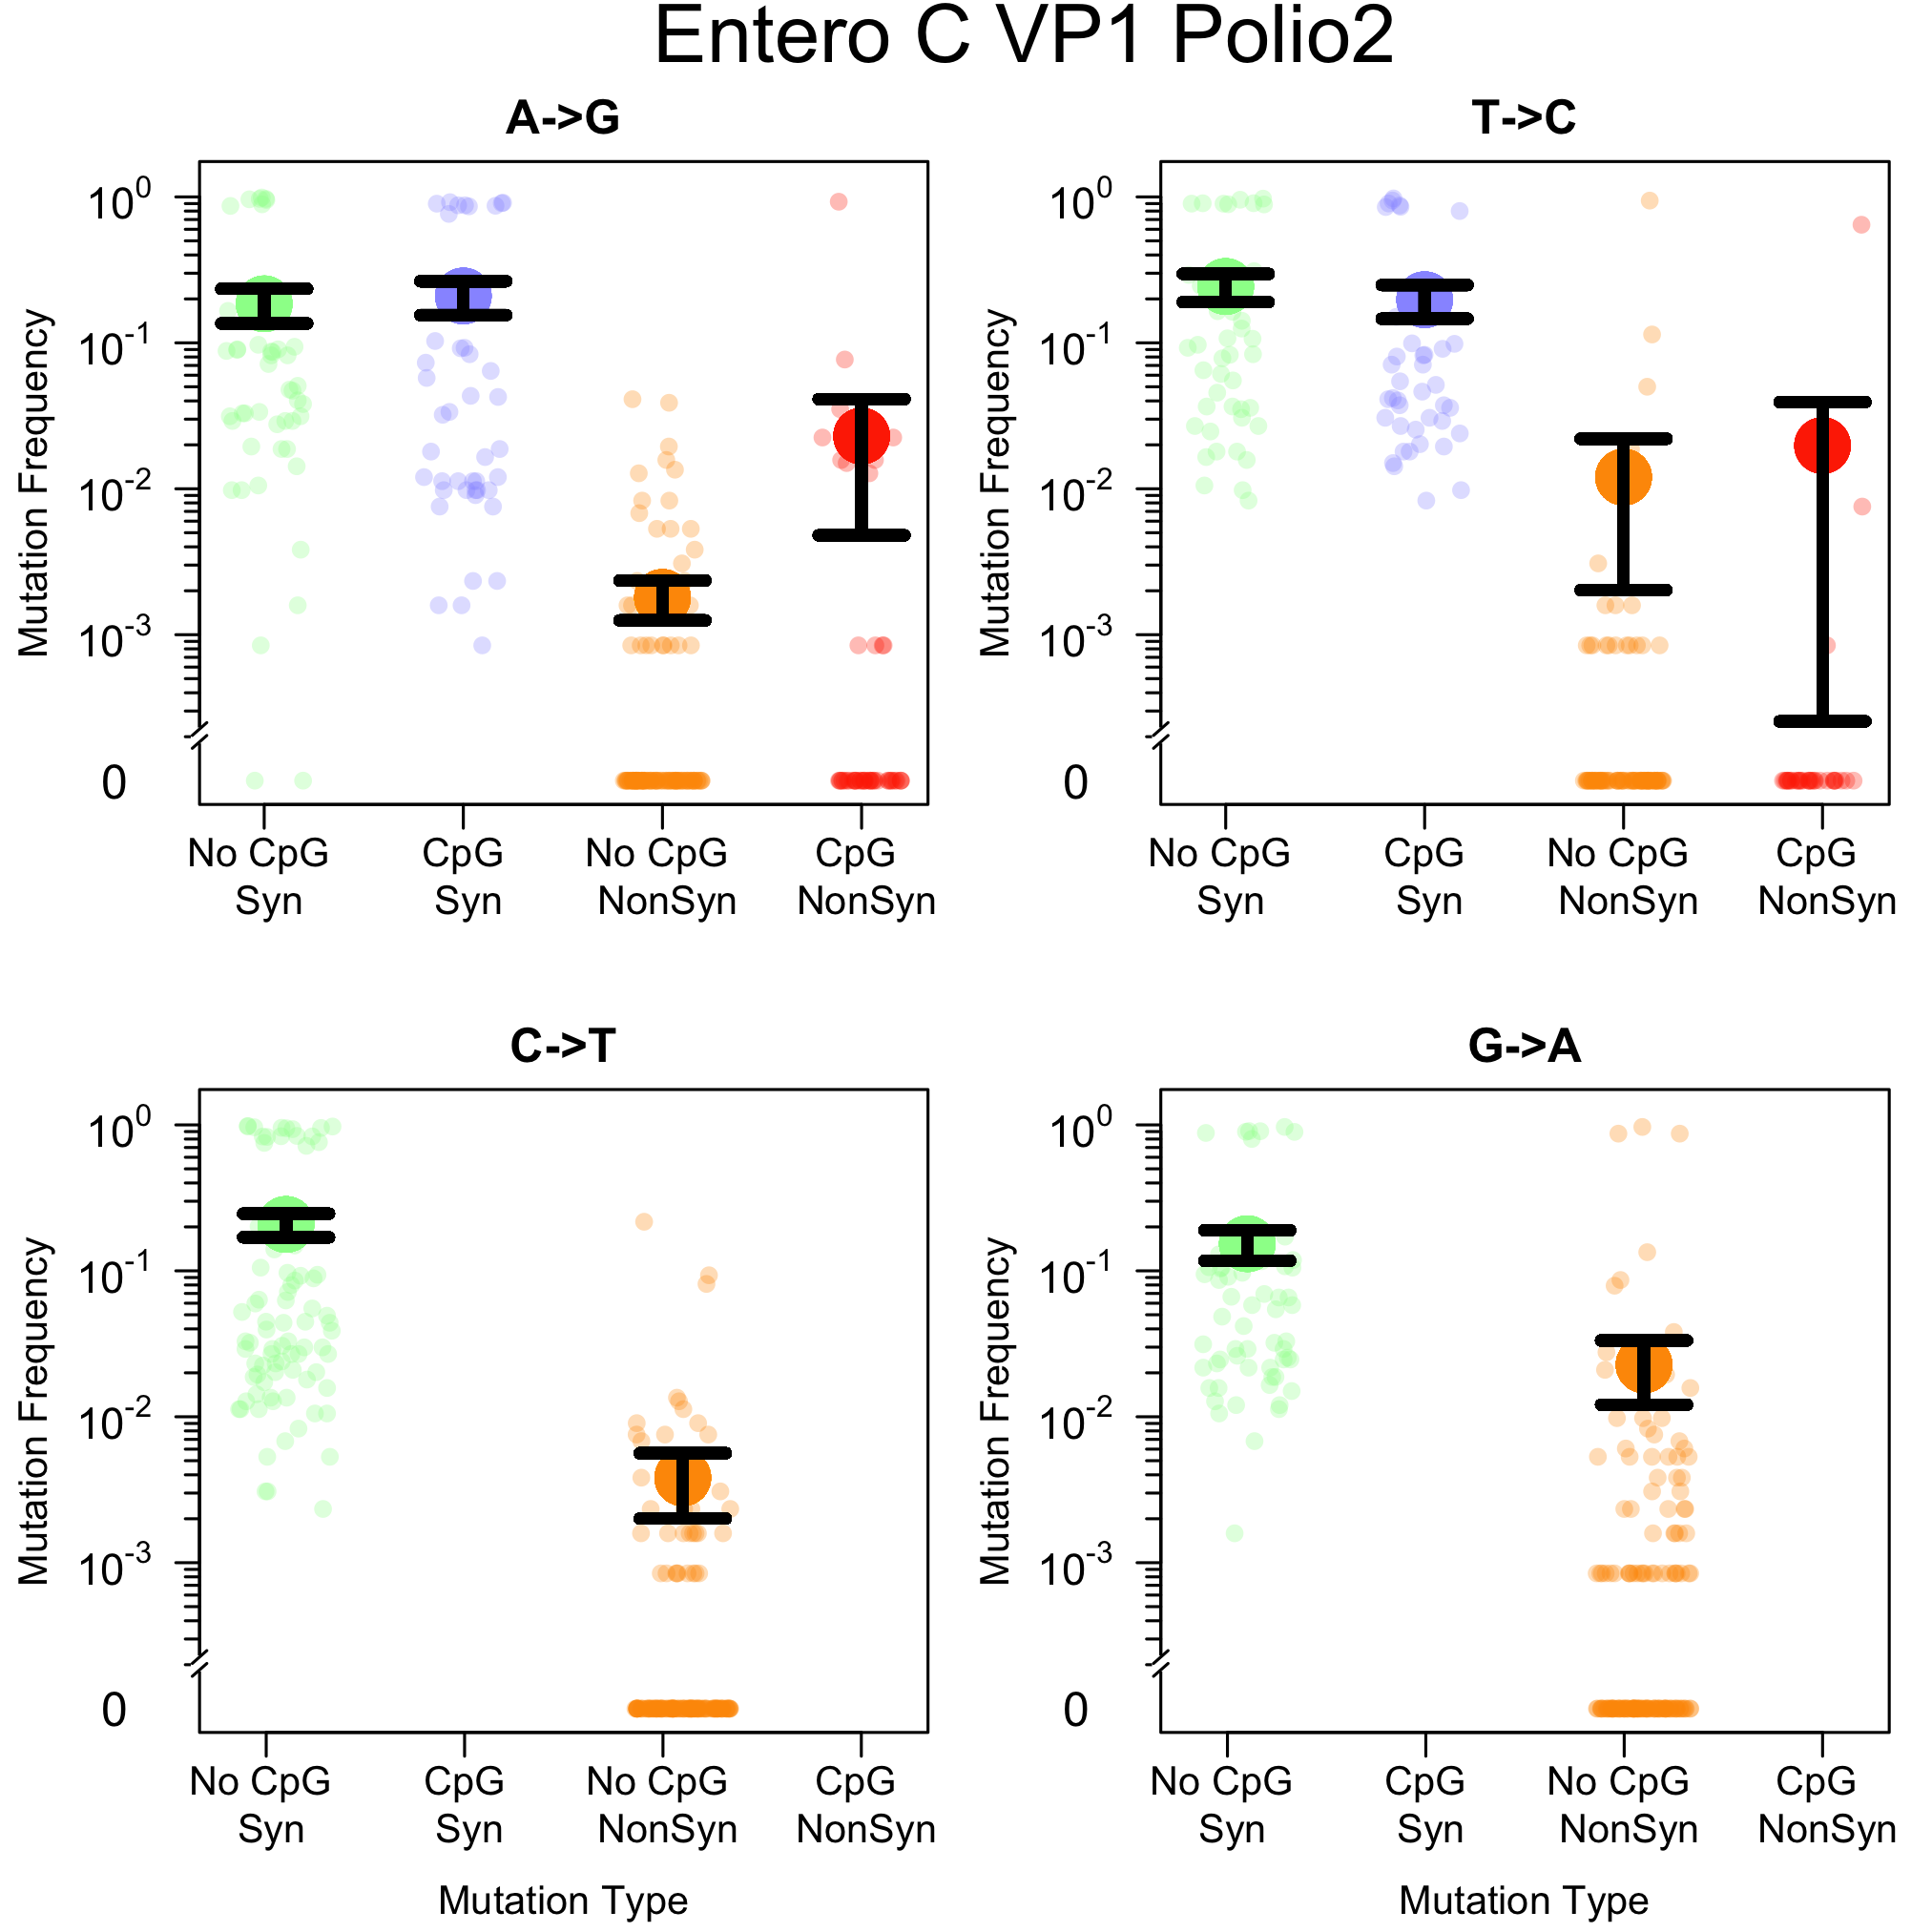 Entero C VP1 Polio2
A->G
Mutation Frequency
10^0
10^-1
10^-2
10^-3
0
No CpG CpG No CpG CpG
Syn Syn NonSyn NonSyn
T->C
Mutation Frequency
10^0
10^-1
10^-2
10^-3
0
No CpG CpG No CpG CpG
Syn Syn NonSyn NonSyn
C->T
Mutation Frequency
10^0
10^-1
10^-2
10^-3
0
No CpG CpG No CpG CpG
Syn Syn NonSyn NonSyn
Mutation Type
G->A
Mutation Frequency
10^0
10^-1
10^-2
10^-3
0
No CpG CpG No CpG CpG
Syn Syn NonSyn NonSyn
Mutation Type